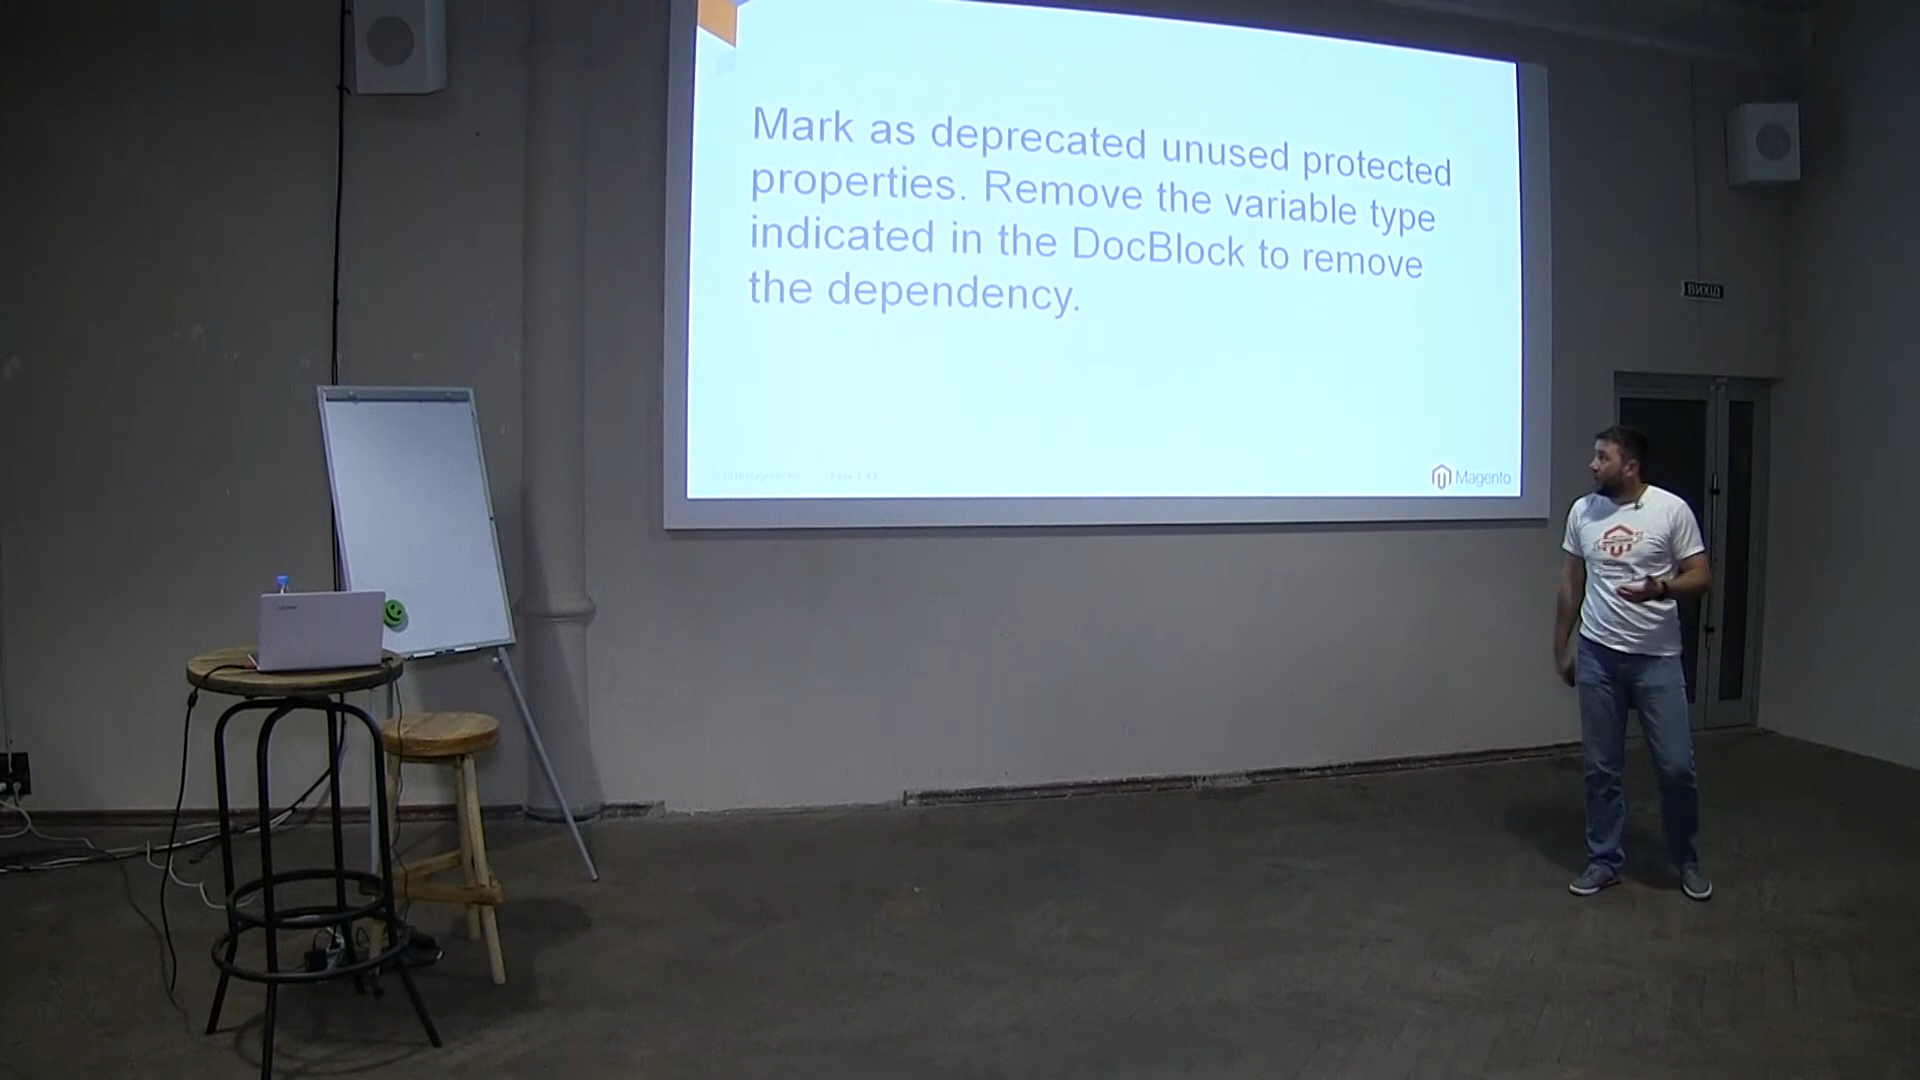 Mark as deprecated unused protected
properties. Remove the variable type
indicated in the DocBlock to remove
the dependency.
Magento
ВИХІД